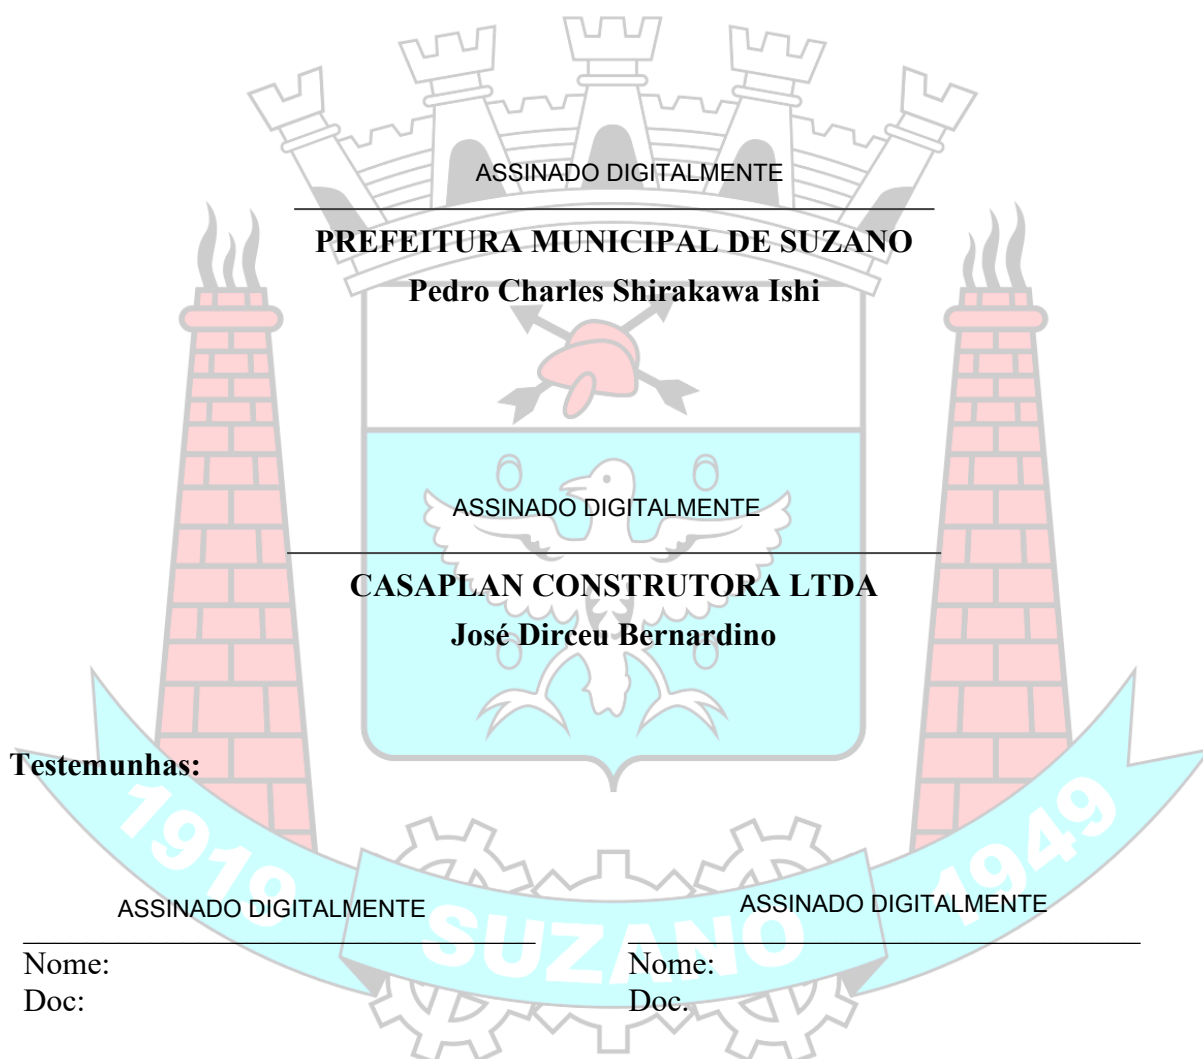 ASSINADO DIGITALMENTE
PREFEITURA MUNICIPAL DE SUZANO
Pedro Charles Shirakawa Ishi
ASSINADO DIGITALMENTE
CASAPLAN CONSTRUTORA LTDA
José Dirceu Bernardino
Testemunhas:
1919 SUZANO 1949
ASSINADO DIGITALMENTE ASSINADO DIGITALMENTE
Nome: Nome:
Doc: Doc.